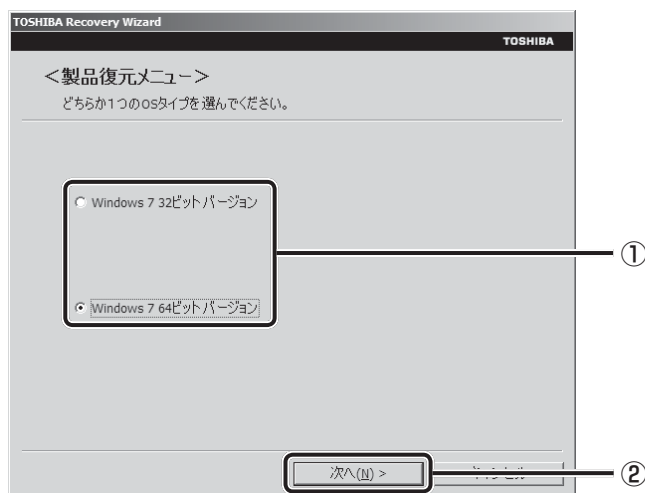 TOSHIBA Recovery Wizard
TOSHIBA
＜製品復元メニュー＞
どちらか1つのOSタイプを選んでください。
Windows 7 32ビットバージョン
①
Windows 7 64ビットバージョン
次へ(N) >
②